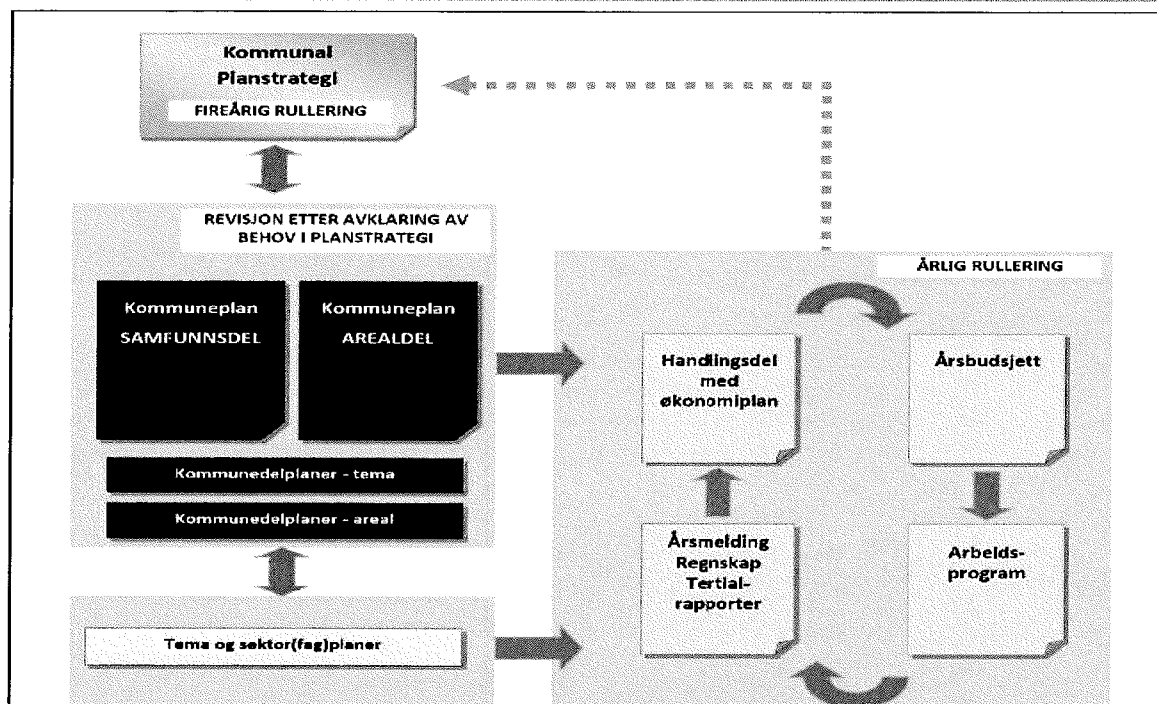 Kommunal
Planstrategi
FIREÅRIG RULLERING
REVISJON ETTER AVKLARING AV
BEHOV I PLANSTRATEGI
Kommuneplan
SAMFUNNSDEL
Kommuneplan
AREALDEL
Kommunedelplaner - tema
Kommunedelplaner - areal
Tema og sektor(fag)planer
ÅRLIG RULLERING
Handlingsdel
med
økonomiplan
Årsbudsjett
Årsmelding
Regnskap
Tertial-
rapporter
Arbeids-
program